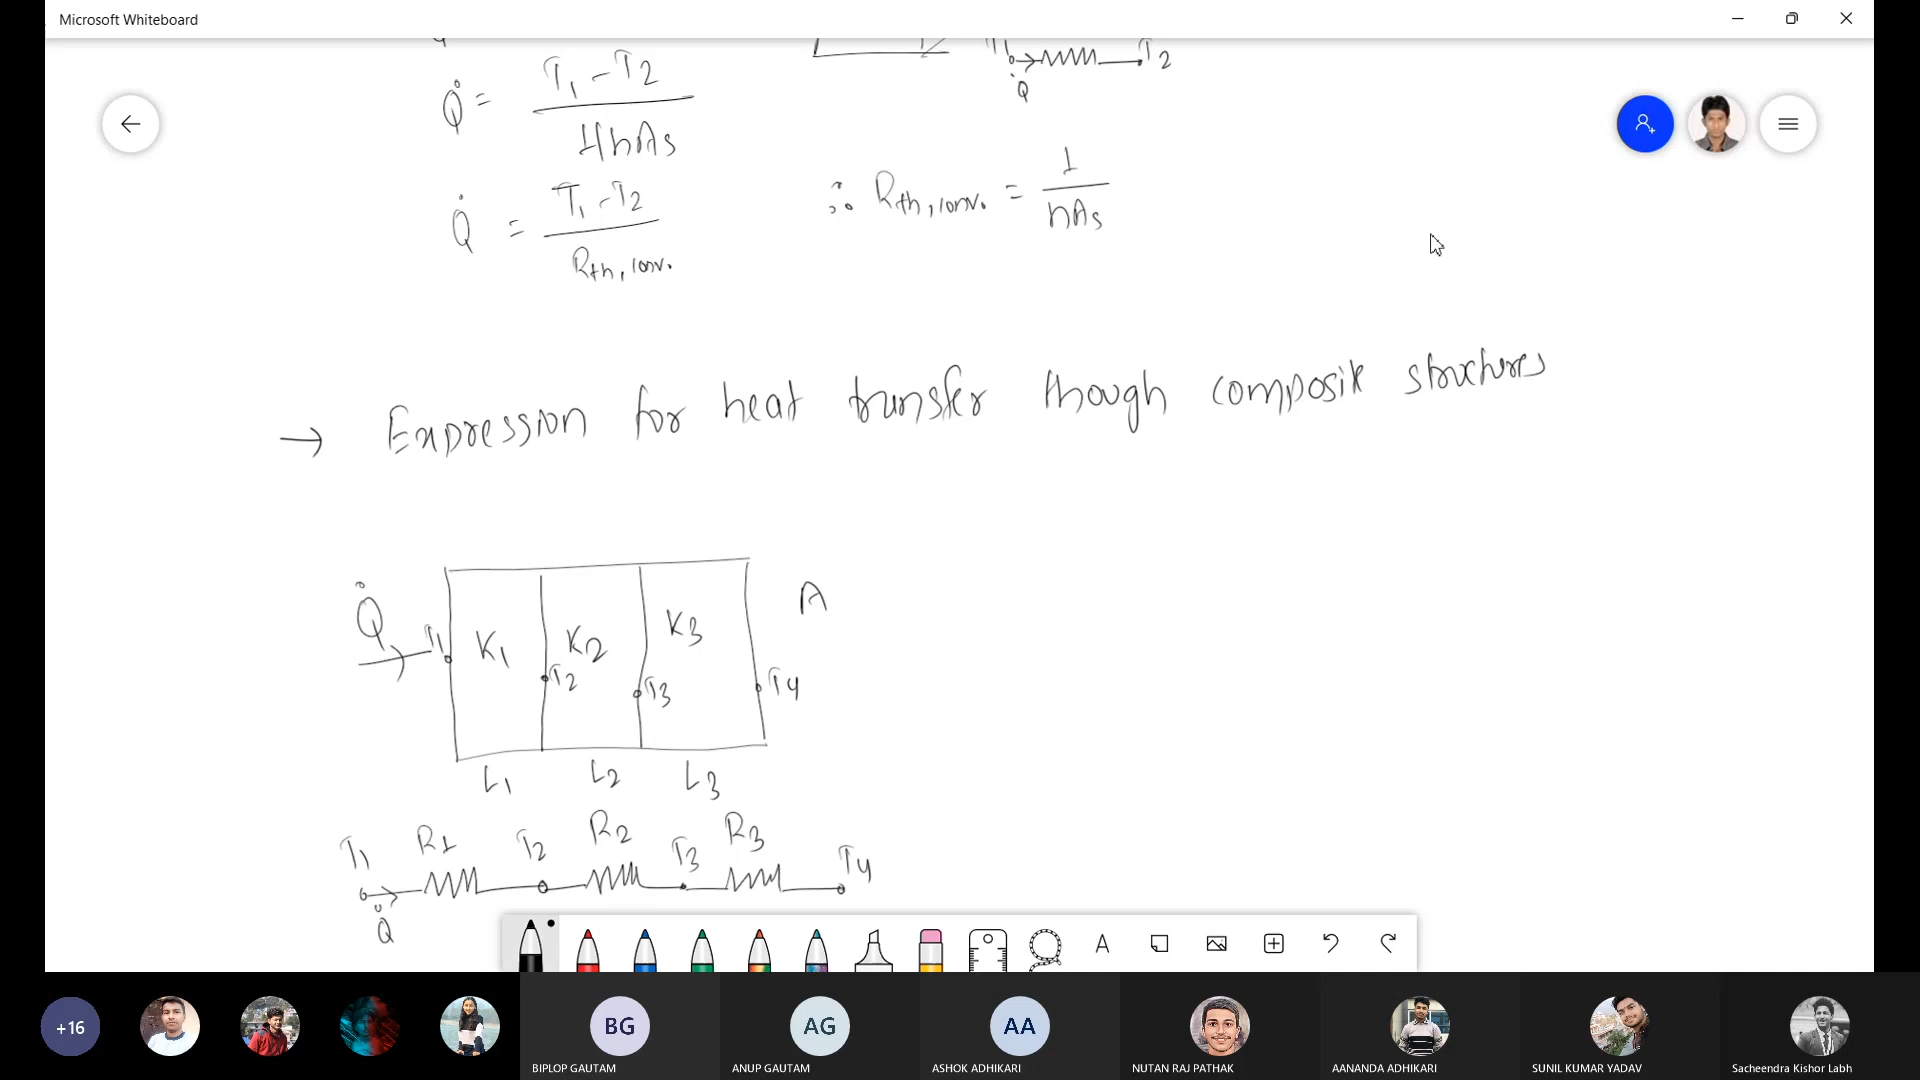 Microsoft Whiteboard
T1 T2
Q̇
Q̇ = T1 - T2 / 1/hAs
Q̇ = T1 - T2 / Rth, conv.
∴ Rth, conv. = 1 / hAs
→ Expression for heat transfer though composite structures
Q̇ T1 K1 T2 K2 T3 K3 T4 A
L1 L2 L3
T1 R1 T2 R2 T3 R3 T4
Q̇
A
+16
BG AG AA
BIPLOP GAUTAM ANUP GAUTAM ASHOK ADHIKARI NUTAN RAJ PATHAK AANANDA ADHIKARI SUNIL KUMAR YADAV Sacheendra Kishor Labh